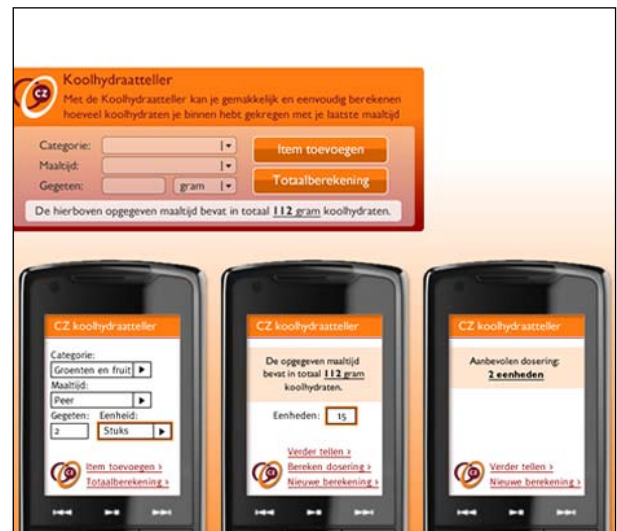 CZ
Koolhydraatteller
Met de Koolhydraatteller kan je gemakkelijk en eenvoudig berekenen
hoeveel koolhydraten je binnen hebt gekregen met je laatste maaltijd
Categorie:
Maaltijd:
Gegeten: gram
Item toevoegen
Totaalberekening
De hierboven opgegeven maaltijd bevat in totaal 112 gram koolhydraten.
CZ koolhydraatteller
Categorie:
Groenten en fruit
Maaltijd:
Peer
Gegeten: Eenheid:
2 Stuks
CZ
Item toevoegen >
Totaalberekening >
CZ koolhydraatteller
De opgegeven maaltijd
bevat in totaal 112 gram
koolhydraten.
Eenheden: 15
CZ
Verder tellen >
Bereken dosering >
Nieuwe berekening >
CZ koolhydraatteller
Aanbevolen dosering:
2 eenheden
CZ
Verder tellen >
Nieuwe berekening >